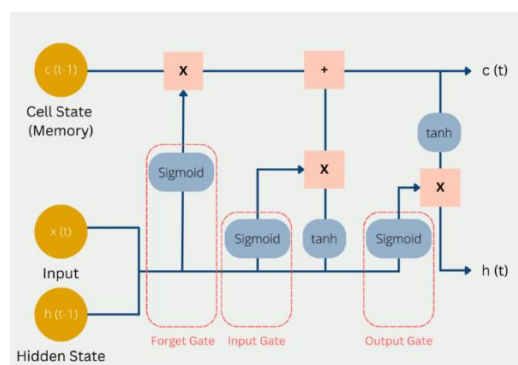 c (t-1)
X
+
c (t)
Cell State
(Memory)
tanh
Sigmoid
X
X
x (t)
Sigmoid
tanh
Sigmoid
Input
h (t-1)
h (t)
Hidden State
Forget Gate
Input Gate
Output Gate